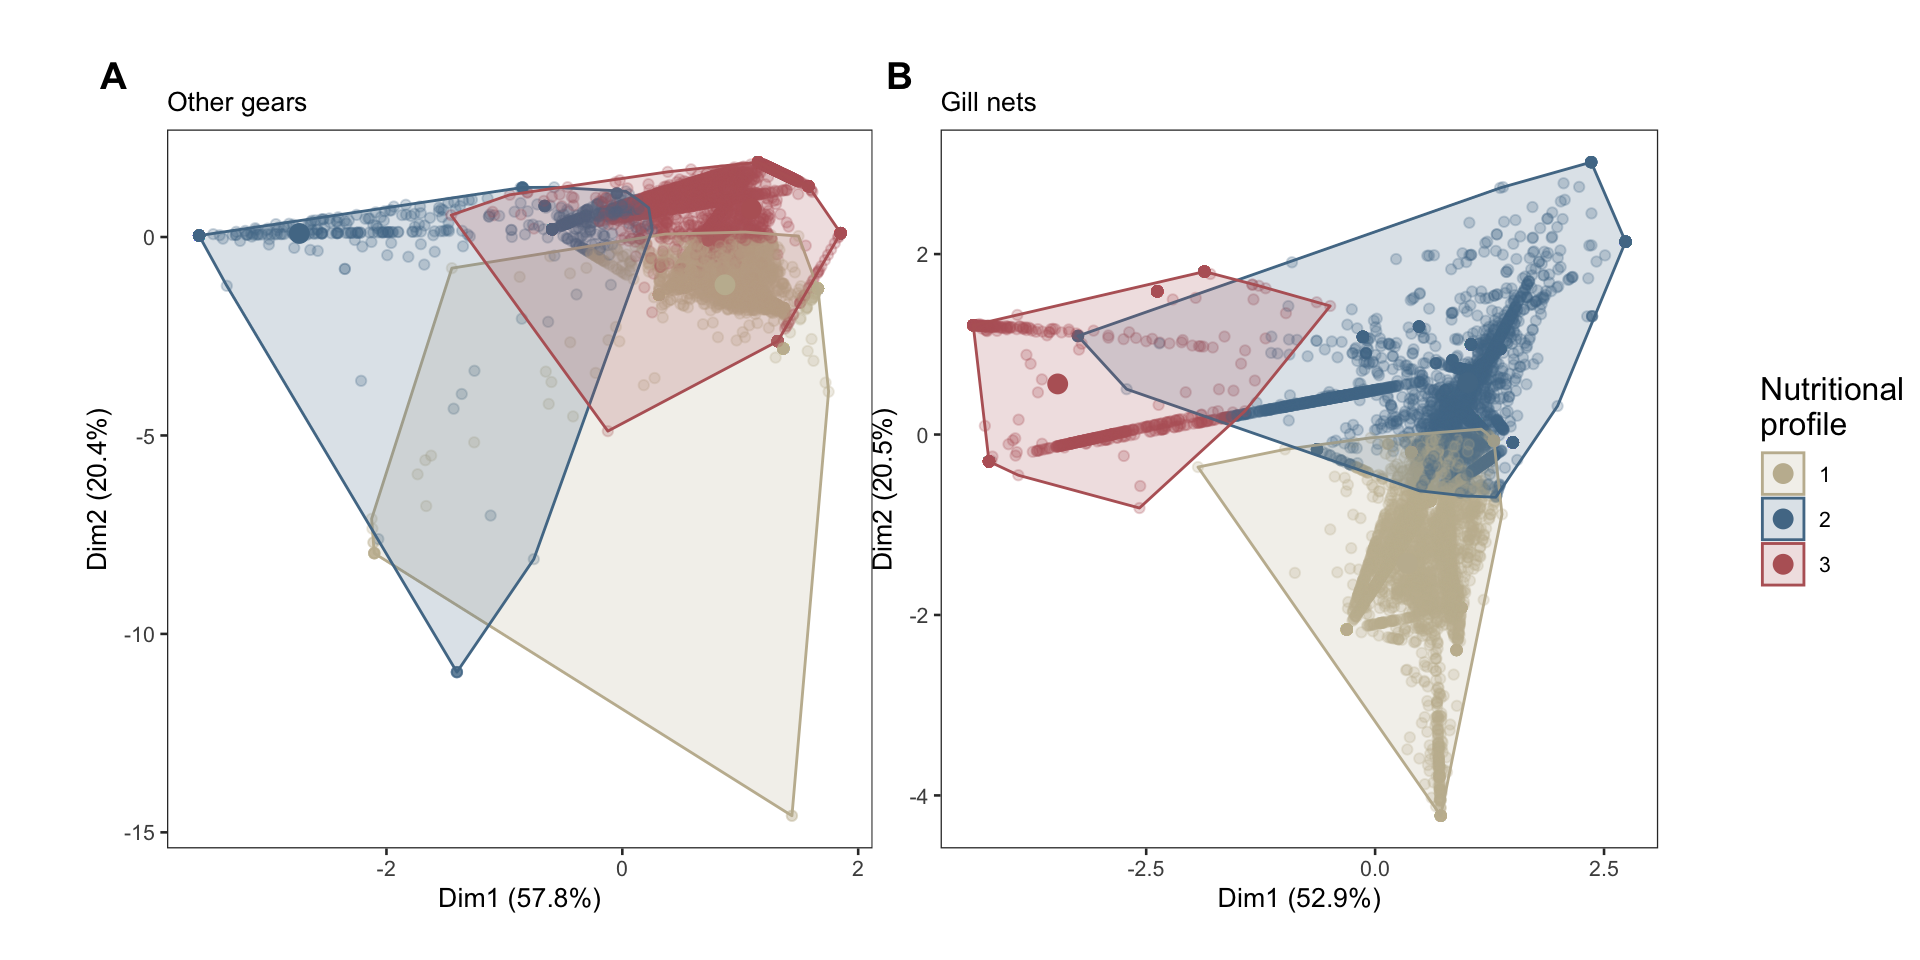 A
Other gears
0
-5
-10
-15
Dim2 (20.4%)
-2
0
2
Dim1 (57.8%)
B
Gill nets
2
0
-2
-4
Dim2 (20.5%)
-2.5
0.0
2.5
Dim1 (52.9%)
Nutritional
profile
1
2
3